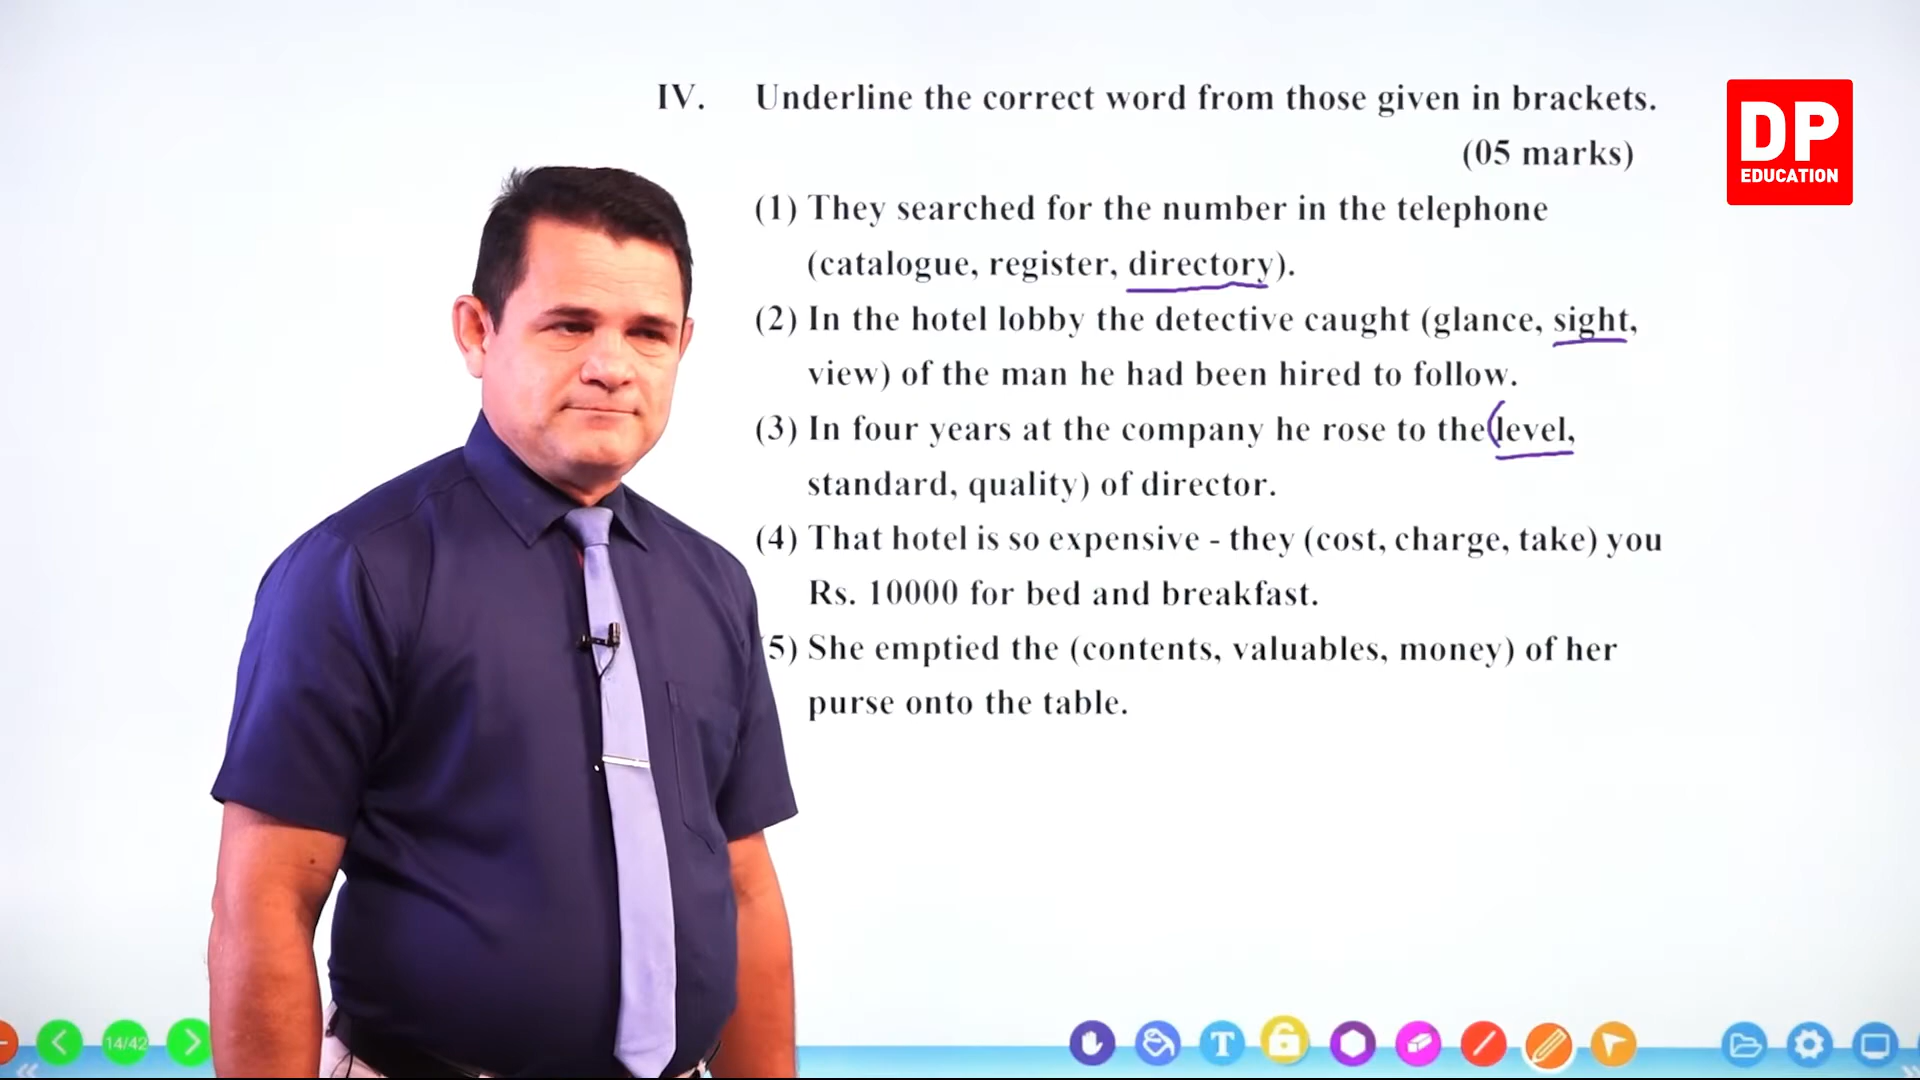 IV. Underline the correct word from those given in brackets.
(05 marks)
DP
EDUCATION
(1) They searched for the number in the telephone
(catalogue, register, directory).
(2) In the hotel lobby the detective caught (glance, sight,
view) of the man he had been hired to follow.
(3) In four years at the company he rose to the (level,
standard, quality) of director.
(4) That hotel is so expensive - they (cost, charge, take) you
Rs. 10000 for bed and breakfast.
5) She emptied the (contents, valuables, money) of her
purse onto the table.
14/42
T